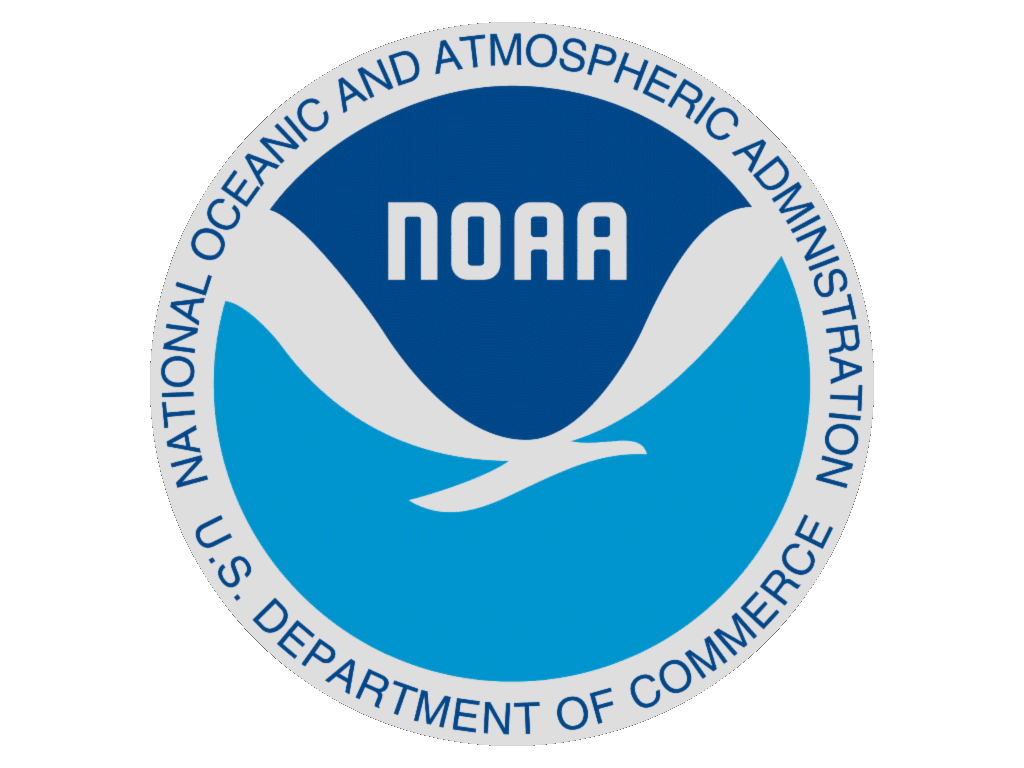 NATIONAL OCEANIC AND ATMOSPHERIC ADMINISTRATION
NOAA
U.S. DEPARTMENT OF COMMERCE